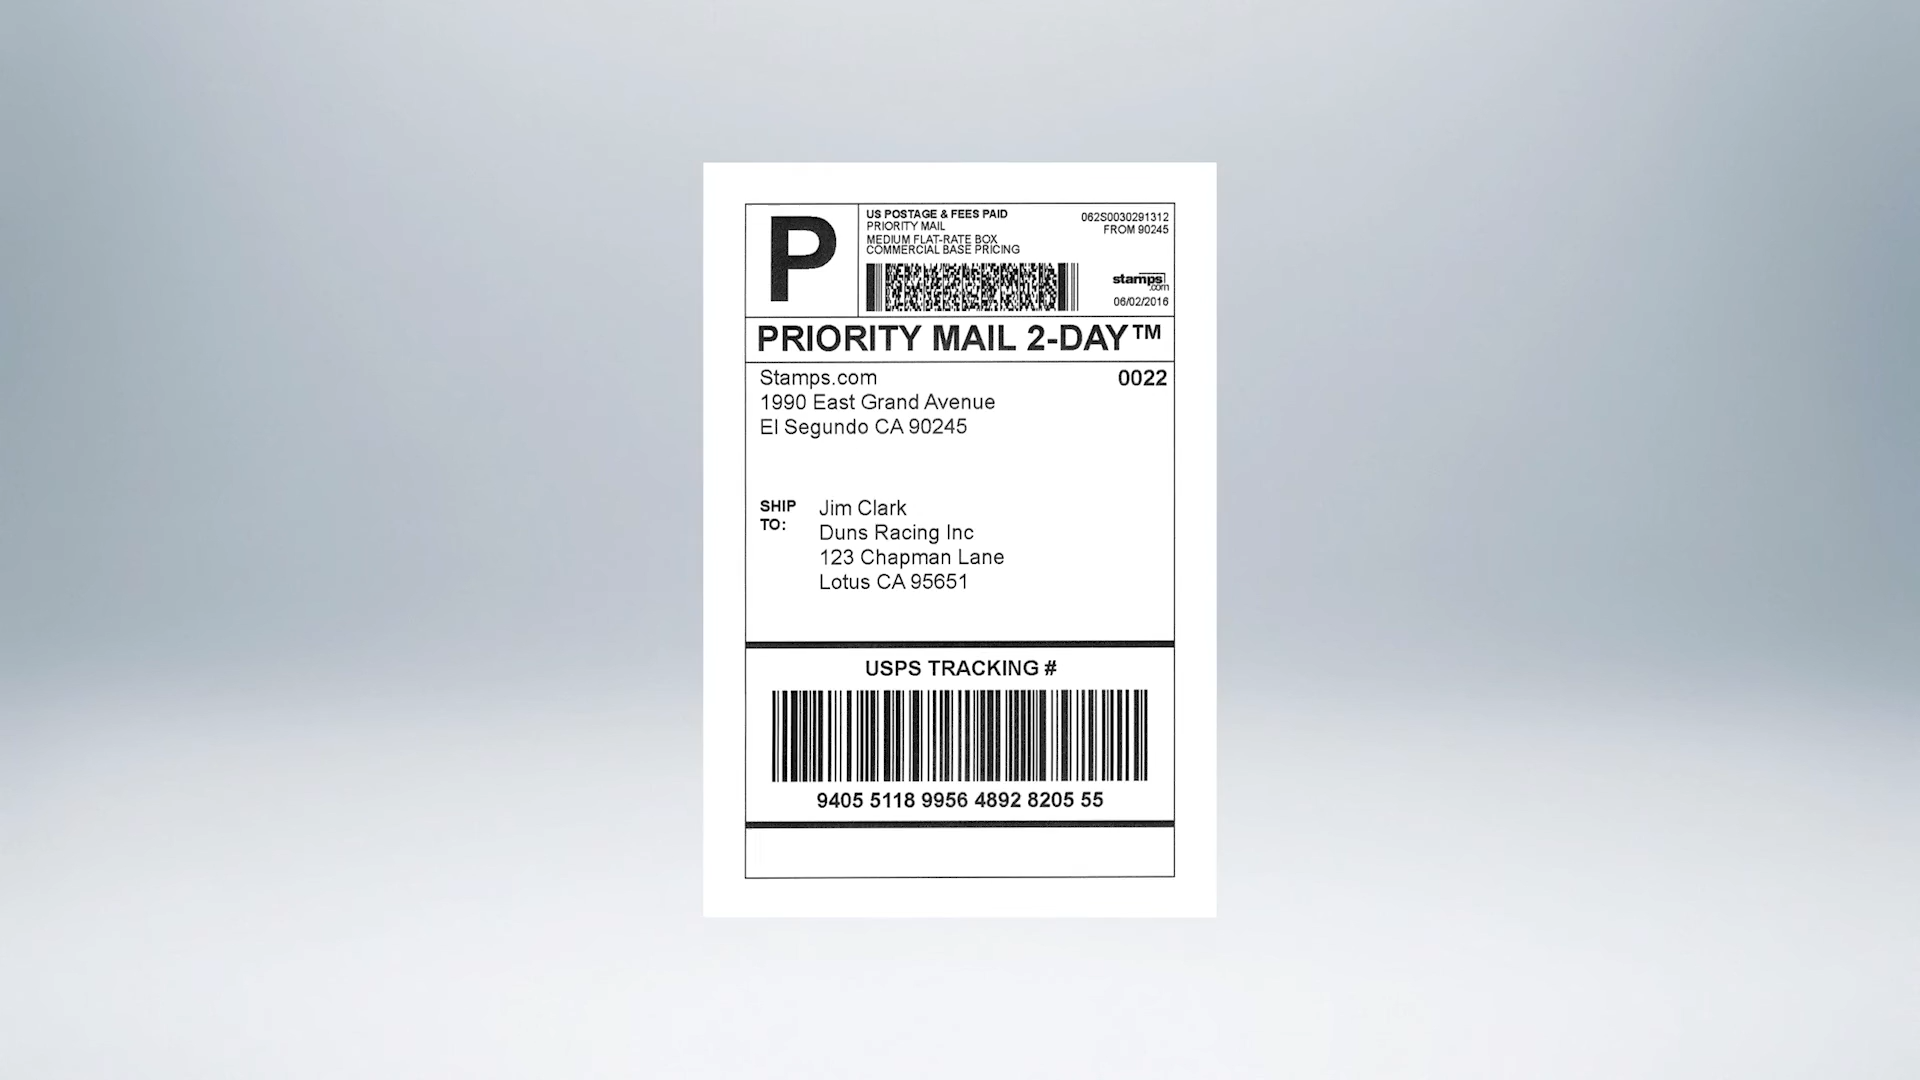 P
US POSTAGE & FEES PAID
PRIORITY MAIL
MEDIUM FLAT-RATE BOX
COMMERCIAL BASE PRICING
062S0030291312
FROM 90245
stamps
.com
06/02/2016
PRIORITY MAIL 2-DAY™
Stamps.com
1990 East Grand Avenue
El Segundo CA 90245
0022
SHIP
TO:
Jim Clark
Duns Racing Inc
123 Chapman Lane
Lotus CA 95651
USPS TRACKING #
9405 5118 9956 4892 8205 55